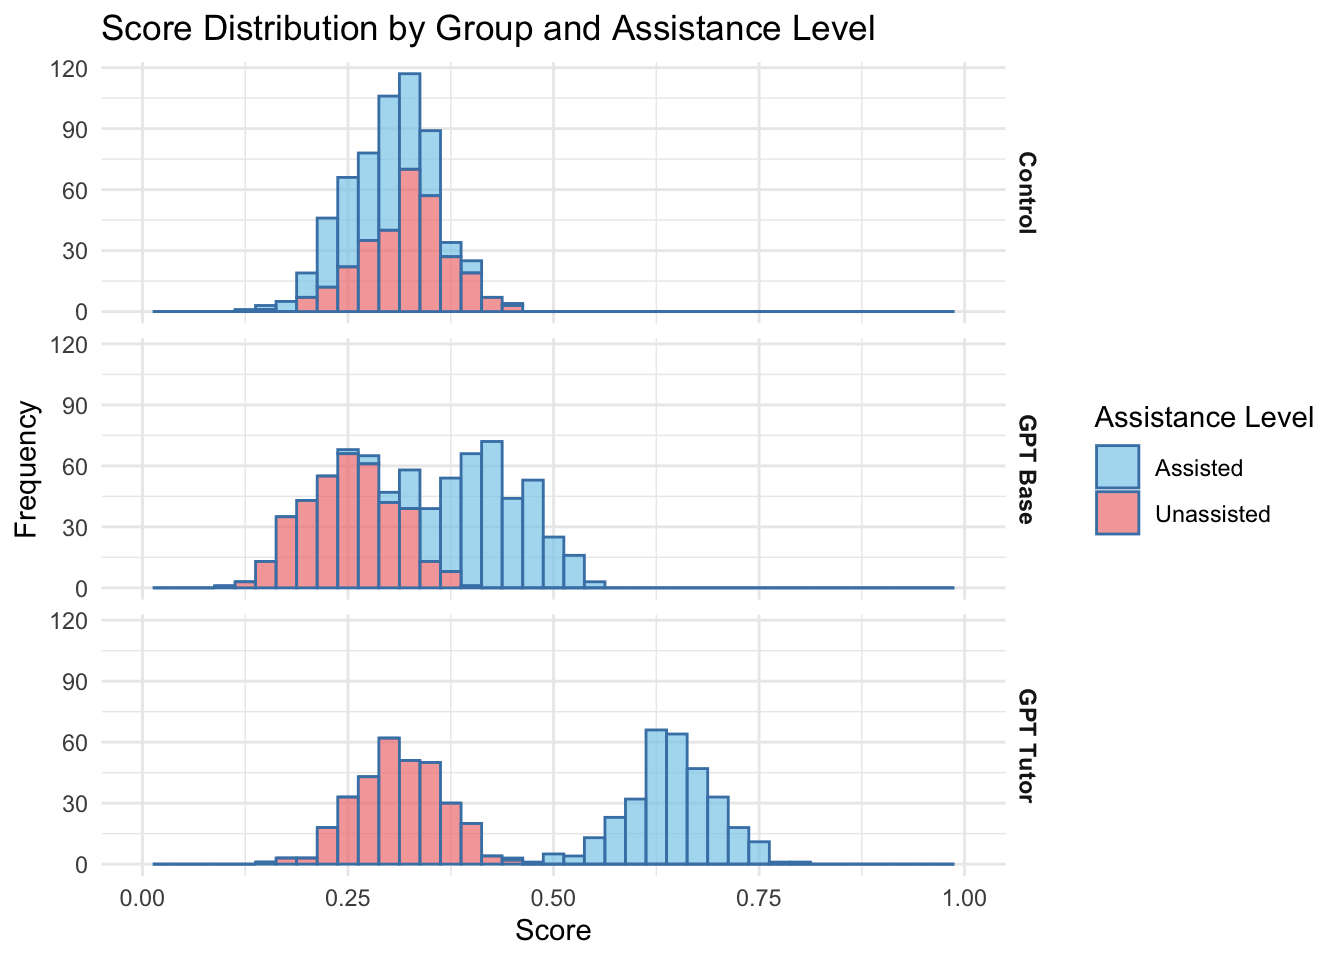 Score Distribution by Group and Assistance Level
120
90
60
30
0
Control
120
90
60
30
0
GPT Base
120
90
60
30
0
GPT Tutor
Frequency
0.00 0.25 0.50 0.75 1.00
Score
Assistance Level
Assisted
Unassisted